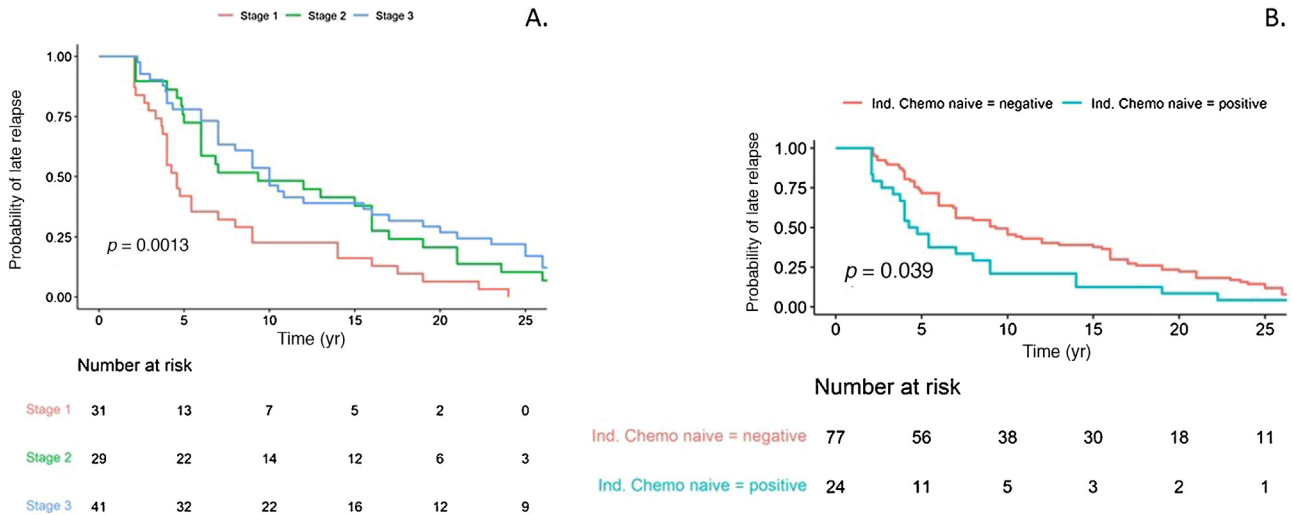 Stage 1 Stage 2 Stage 3
A.
Probability of late relapse
1.00
0.75
0.50
0.25
0.00
p = 0.0013
0 5 10 15 20 25
Time (yr)
Number at risk
Stage 1 31 13 7 5 2 0
Stage 2 29 22 14 12 6 3
Stage 3 41 32 22 16 12 9
B.
Ind. Chemo naive = negative Ind. Chemo naive = positive
Probability of late relapse
1.00
0.75
0.50
0.25
0.00
p = 0.039
0 5 10 15 20 25
Time (yr)
Number at risk
Ind. Chemo naive = negative 77 56 38 30 18 11
Ind. Chemo naive = positive 24 11 5 3 2 1